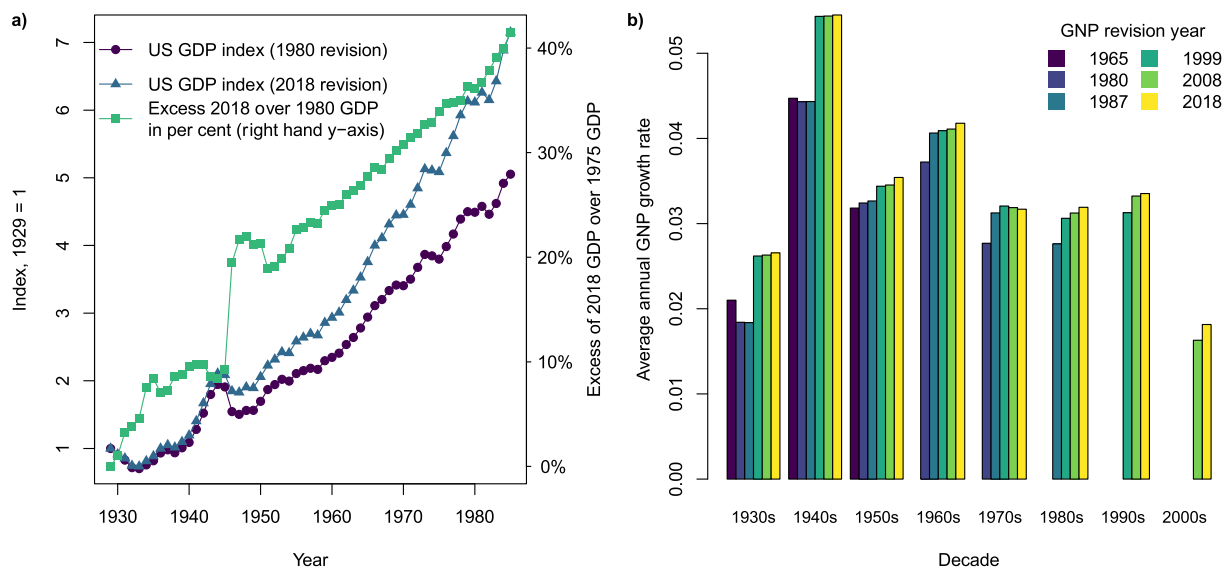 a)
US GDP index (1980 revision)
US GDP index (2018 revision)
Excess 2018 over 1980 GDP
in per cent (right hand y−axis)
Index, 1929 = 1
7
6
5
4
3
2
1
40%
30%
20%
10%
0%
Excess of 2018 GDP over 1975 GDP
1930
1940
1950
1960
1970
1980
Year
b)
GNP revision year
1965
1980
1987
1999
2008
2018
Average annual GNP growth rate
0.05
0.04
0.03
0.02
0.01
0.00
1930s
1940s
1950s
1960s
1970s
1980s
1990s
2000s
Decade